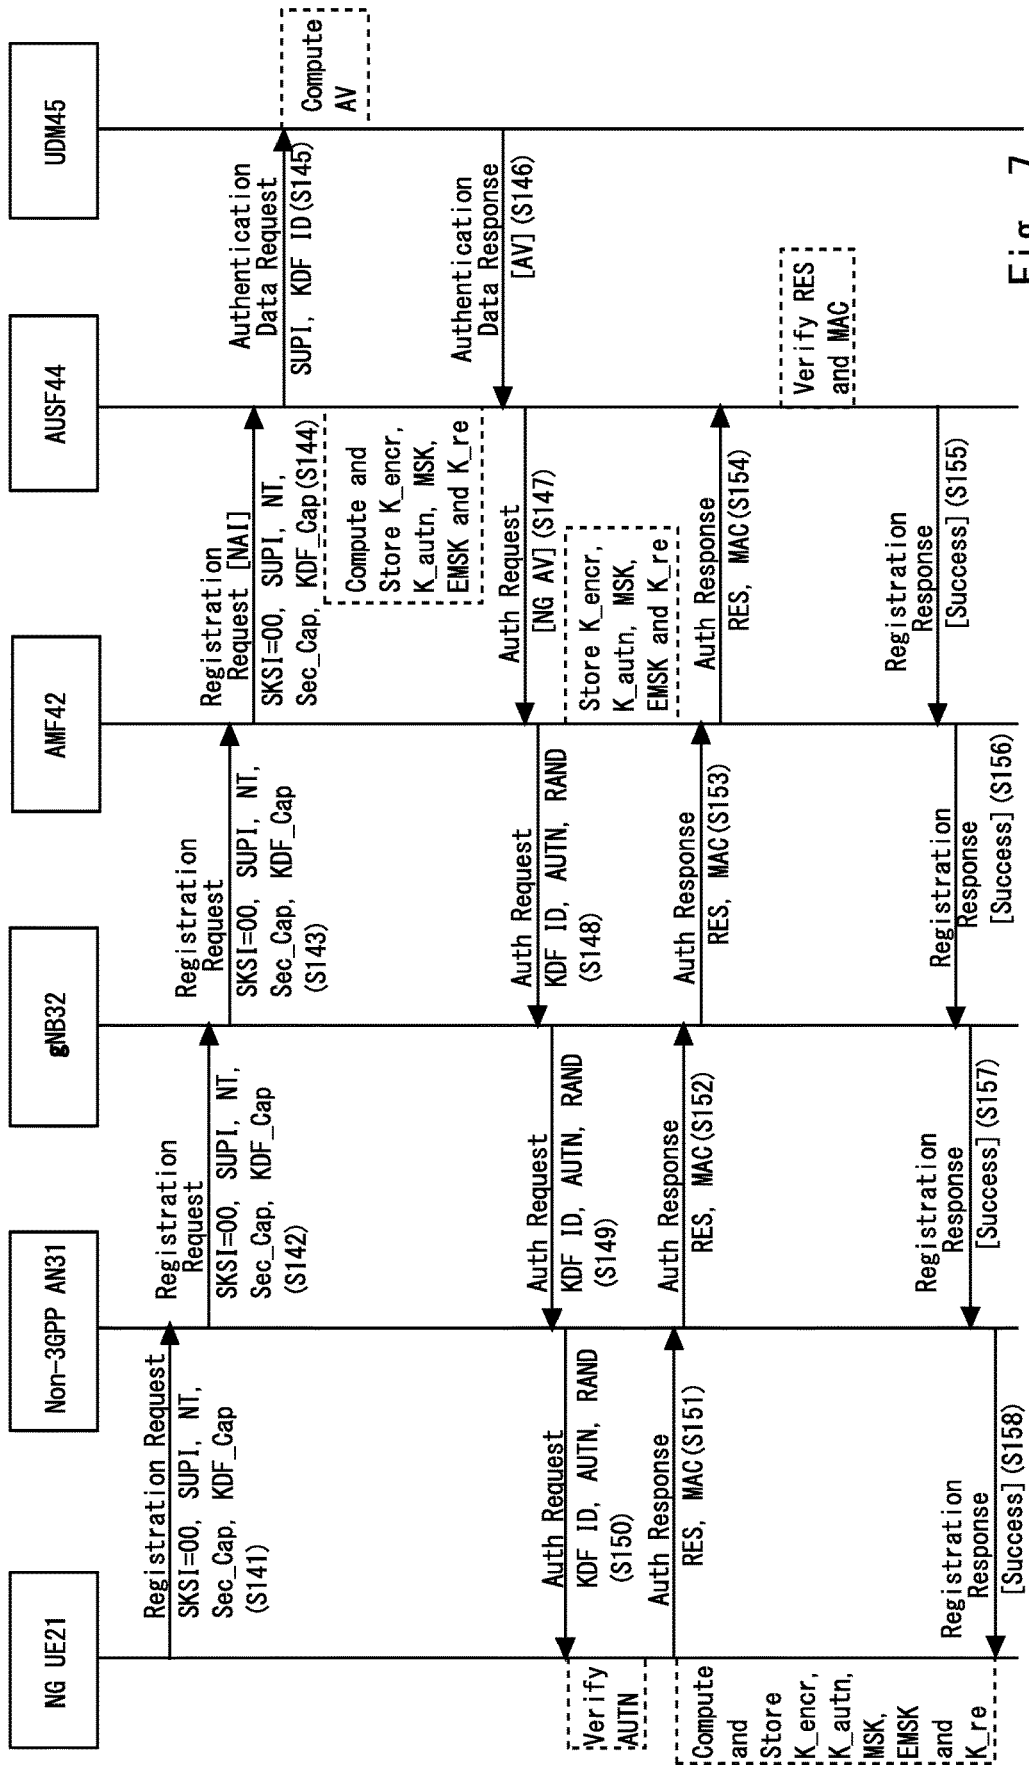 NG UE21
Non-3GPP AN31
gNB32
AMF42
AUSF44
UDM45
Registration Request
SKSI=00, SUPI, NT,
Sec_Cap, KDF_Cap
(S141)
Registration
Request
SKSI=00, SUPI, NT,
Sec_Cap, KDF_Cap
(S142)
Registration
Request
SKSI=00, SUPI, NT,
Sec_Cap, KDF_Cap
(S143)
Registration
Request [NAI]
SKSI=00, SUPI, NT,
Sec_Cap, KDF_Cap(S144)
Authentication
Data Request
SUPI, KDF ID(S145)
Compute
AV
Compute and
Store K_encr,
K_autn, MSK,
EMSK and K_re
Authentication
Data Response
[AV](S146)
Auth Request
[NG AV](S147)
Store K_encr,
K_autn, MSK,
EMSK and K_re
Auth Request
KDF ID, AUTN, RAND
(S148)
Auth Request
KDF ID, AUTN, RAND
(S149)
Auth Request
KDF ID, AUTN, RAND
(S150)
Verify
AUTN
Auth Response
RES, MAC(S151)
Auth Response
RES, MAC(S152)
Auth Response
RES, MAC(S153)
Auth Response
RES, MAC(S154)
Compute
and
Store
K_encr,
K_autn,
MSK,
EMSK
and
K_re
Verify RES
and MAC
Registration
Response
[Success](S155)
Registration
Response
[Success](S156)
Registration
Response
[Success](S157)
Registration
Response
[Success](S158)
Fig. 7